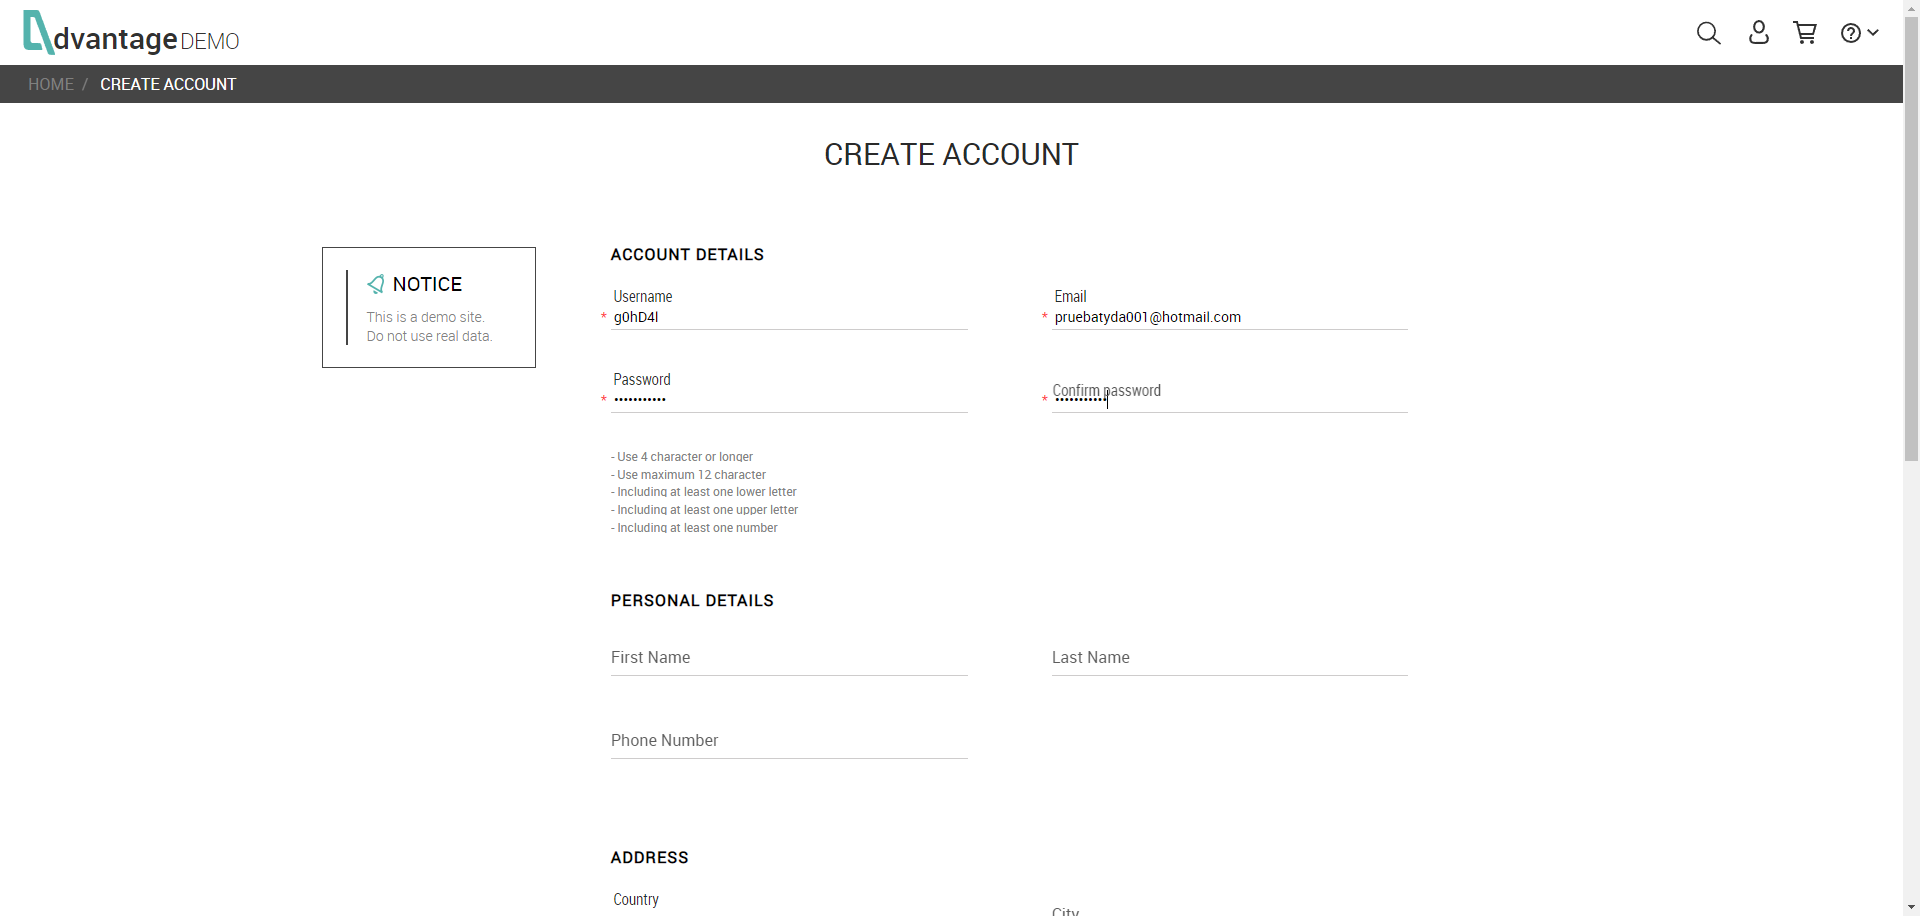 dvantage DEMO
HOME / CREATE ACCOUNT
CREATE ACCOUNT
NOTICE
This is a demo site.
Do not use real data.
ACCOUNT DETAILS
Username
* g0hD4l
Email
* pruebatyda001@hotmail.com
Password
* •••••••••••
Confirm password
* •••••••••••
- Use 4 character or longer
- Use maximum 12 character
- Including at least one lower letter
- Including at least one upper letter
- Including at least one number
PERSONAL DETAILS
First Name
Last Name
Phone Number
ADDRESS
Country
City